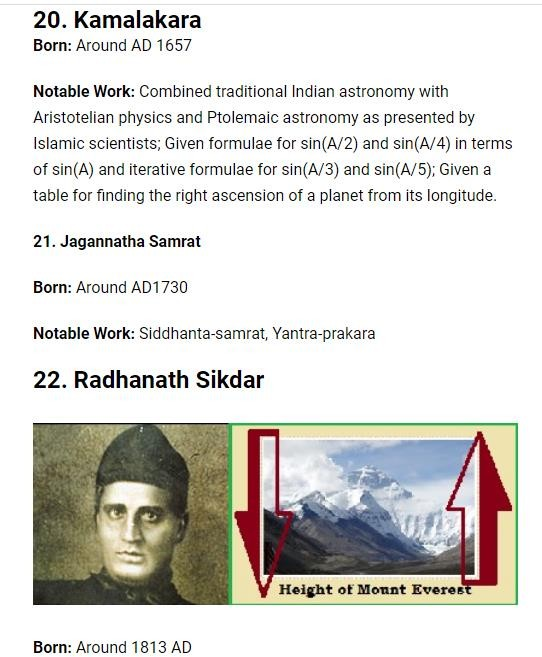 20. Kamalakara
Born: Around AD 1657
Notable Work: Combined traditional Indian astronomy with
Aristotelian physics and Ptolemaic astronomy as presented by
Islamic scientists; Given formulae for sin(A/2) and sin(A/4) in terms
of sin(A) and iterative formulae for sin(A/3) and sin(A/5); Given a
table for finding the right ascension of a planet from its longitude.
21. Jagannatha Samrat
Born: Around AD1730
Notable Work: Siddhanta-samrat, Yantra-prakara
22. Radhanath Sikdar
Height of Mount Everest
Born: Around 1813 AD